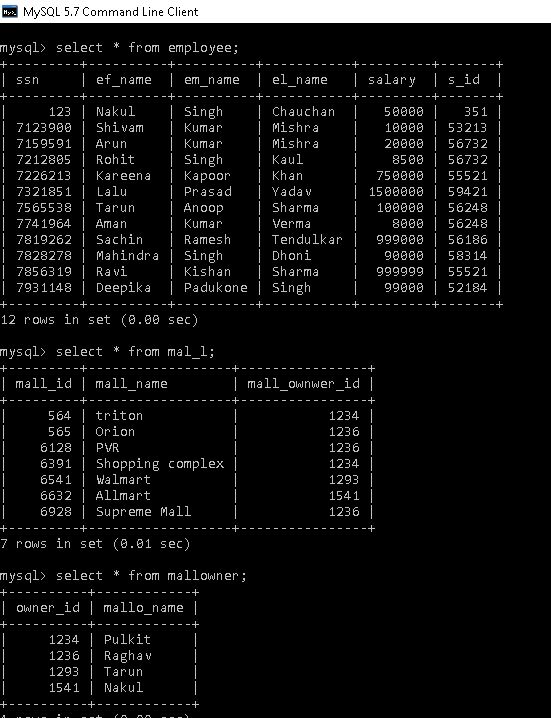 MySQL 5.7 Command Line Client
mysql> select * from employee;
+---------+----------+----------+-----------+---------+-------+
| ssn     | ef_name  | em_name  | el_name   | salary  | s_id  |
+---------+----------+----------+-----------+---------+-------+
|     123 | Nakul    | Singh    | Chauchan  |   50000 |   351 |
| 7123900 | Shivam   | Kumar    | Mishra    |   10000 | 53213 |
| 7159591 | Arun     | Kumar    | Mishra    |   20000 | 56732 |
| 7212805 | Rohit    | Singh    | Kaul      |    8500 | 56732 |
| 7226213 | Kareena  | Kapoor   | Khan      |  750000 | 55521 |
| 7321851 | Lalu     | Prasad   | Yadav     | 1500000 | 59421 |
| 7565538 | Tarun    | Anoop    | Sharma    |  100000 | 56248 |
| 7741964 | Aman     | Kumar    | Verma     |    8000 | 56248 |
| 7819262 | Sachin   | Ramesh   | Tendulkar |  999000 | 56186 |
| 7828278 | Mahindra | Singh    | Dhoni     |   90000 | 58314 |
| 7856319 | Ravi     | Kishan   | Sharma    |  999999 | 55521 |
| 7931148 | Deepika  | Padukone | Singh     |   99000 | 52184 |
+---------+----------+----------+-----------+---------+-------+
12 rows in set (0.00 sec)
mysql> select * from mal_l;
+---------+------------------+----------------+
| mall_id | mall_name        | mall_ownwer_id |
+---------+------------------+----------------+
|     564 | triton           |           1234 |
|     565 | Orion            |           1236 |
|    6128 | PVR              |           1236 |
|    6391 | Shopping complex |           1234 |
|    6541 | Walmart          |           1293 |
|    6632 | Allmart          |           1541 |
|    6928 | Supreme Mall     |           1236 |
+---------+------------------+----------------+
7 rows in set (0.01 sec)
mysql> select * from mallowner;
+----------+------------+
| owner_id | mallo_name |
+----------+------------+
|     1234 | Pulkit     |
|     1236 | Raghav     |
|     1293 | Tarun      |
|     1541 | Nakul      |
+----------+------------+